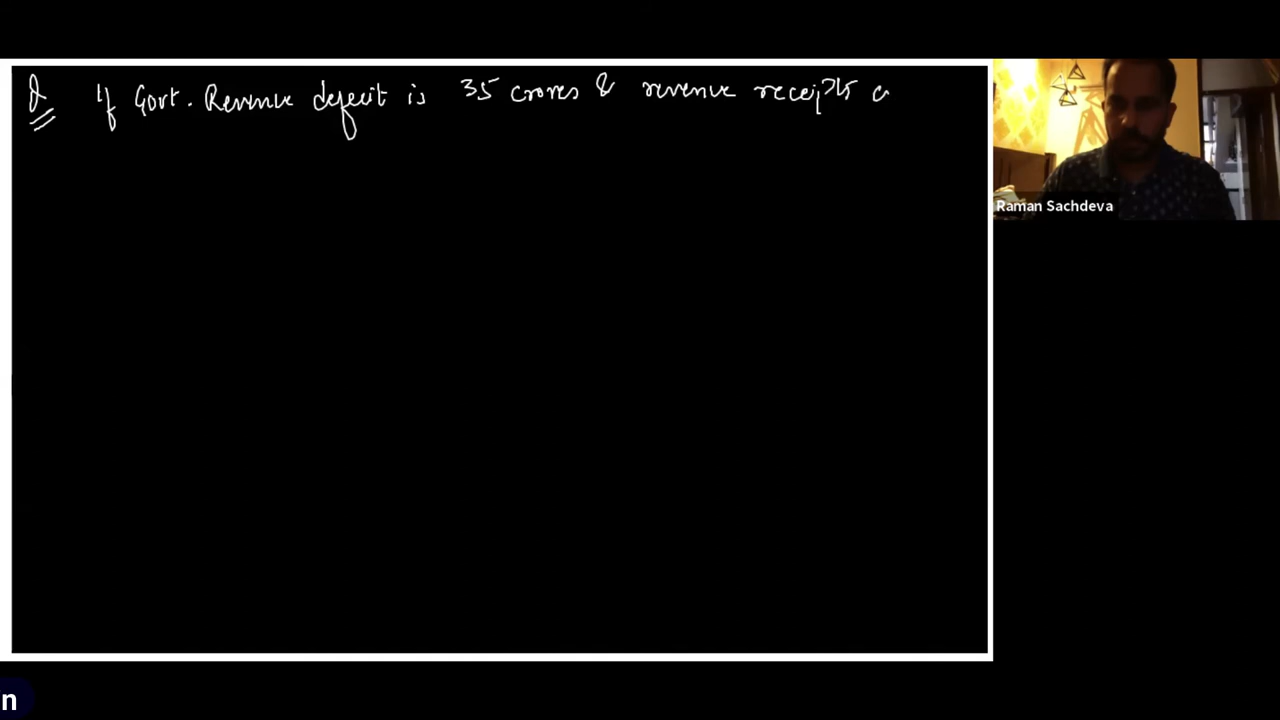 Q If Govt. Revenue deficit is 35 crores & revenue receipts a
Raman Sachdeva
n